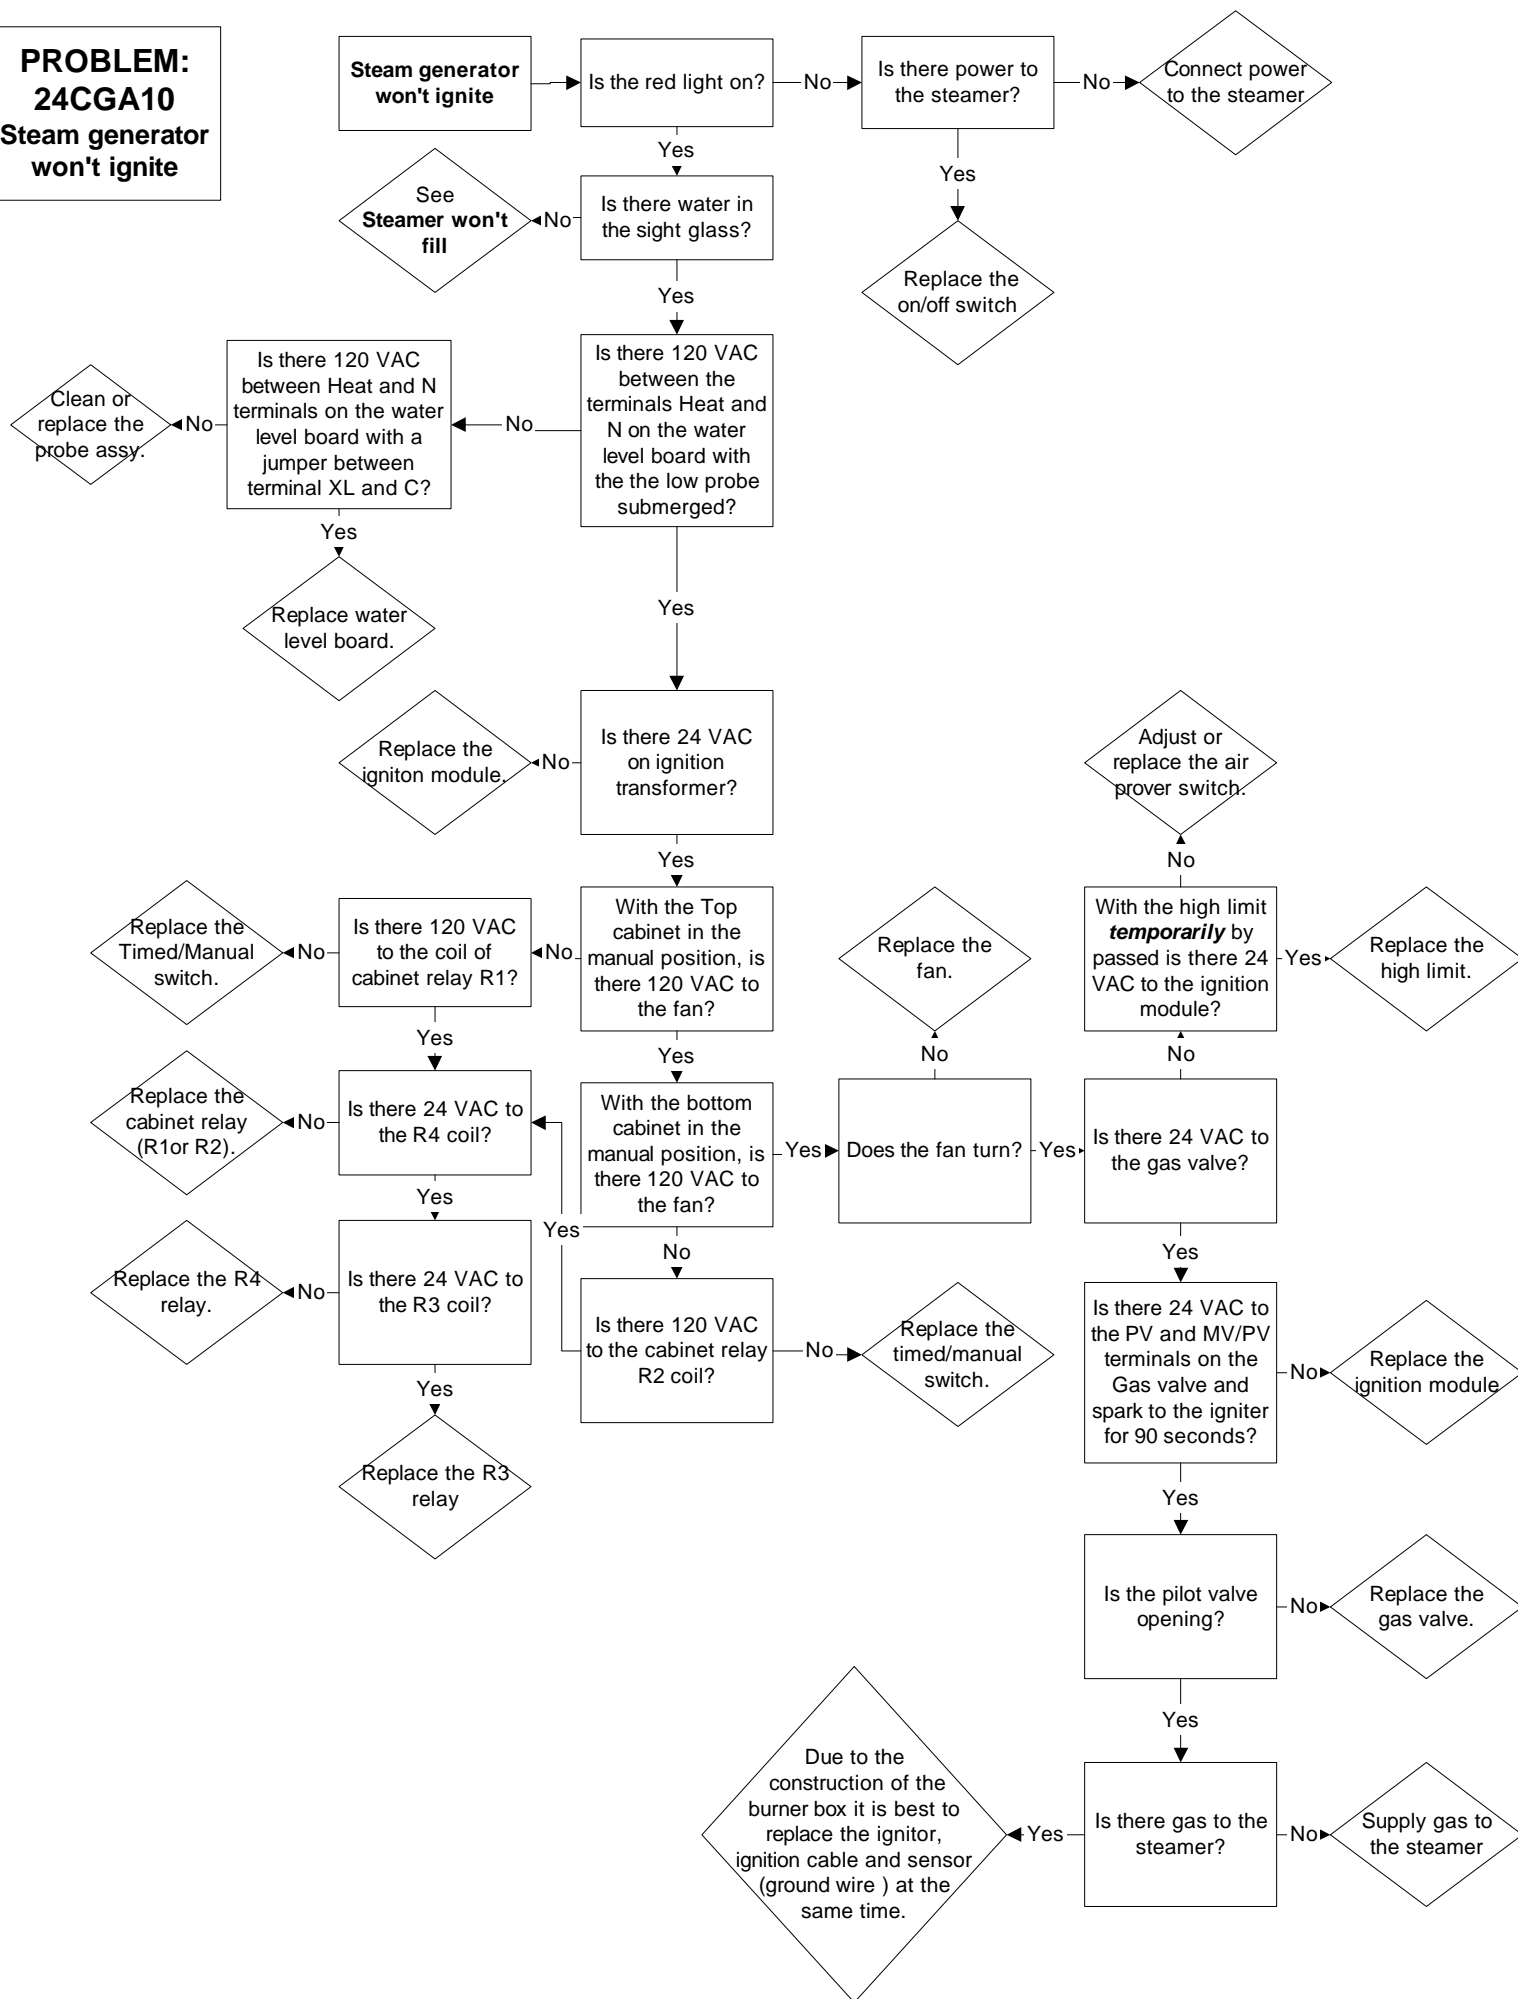 PROBLEM:
24CGA10
Steam generator
won't ignite
Steam generator
won't ignite
Is the red light on?
No
Is there power to
the steamer?
No
Connect power
to the steamer
Yes
Yes
See
Steamer won't
fill
No
Is there water in
the sight glass?
Replace the
on/off switch
Yes
Clean or
replace the
probe assy.
No
Is there 120 VAC
between Heat and N
terminals on the water
level board with a
jumper between
terminal XL and C?
No
Is there 120 VAC
between the
terminals Heat and
N on the water
level board with
the the low probe
submerged?
Yes
Replace water
level board.
Yes
Replace the
igniton module.
No
Is there 24 VAC
on ignition
transformer?
Adjust or
replace the air
prover switch.
Yes
No
Replace the
Timed/Manual
switch.
No
Is there 120 VAC
to the coil of
cabinet relay R1?
No
With the Top
cabinet in the
manual position, is
there 120 VAC to
the fan?
Replace the
fan.
With the high limit
temporarily by
passed is there 24
VAC to the ignition
module?
Yes
Replace the
high limit.
Yes
Yes
No
No
Replace the
cabinet relay
(R1or R2).
No
Is there 24 VAC to
the R4 coil?
With the bottom
cabinet in the
manual position, is
there 120 VAC to
the fan?
Yes
Does the fan turn?
Yes
Is there 24 VAC to
the gas valve?
Yes
Yes
No
Yes
Replace the R4
relay.
No
Is there 24 VAC to
the R3 coil?
Is there 120 VAC
to the cabinet relay
R2 coil?
No
Replace the
timed/manual
switch.
Is there 24 VAC to
the PV and MV/PV
terminals on the
Gas valve and
spark to the igniter
for 90 seconds?
No
Replace the
ignition module
Yes
Replace the R3
relay
Yes
Is the pilot valve
opening?
No
Replace the
gas valve.
Yes
Due to the
construction of the
burner box it is best to
replace the ignitor,
ignition cable and sensor
(ground wire ) at the
same time.
Yes
Is there gas to the
steamer?
No
Supply gas to
the steamer